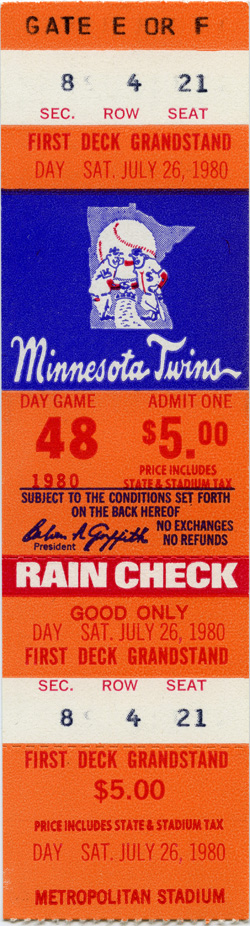 GATE E OR F
8 4 21
SEC. ROW SEAT
FIRST DECK GRANDSTAND
DAY SAT. JULY 26, 1980
Minnesota Twins
DAY GAME ADMIT ONE
48 $5.00
1980 PRICE INCLUDES
STATE & STADIUM TAX
SUBJECT TO THE CONDITIONS SET FORTH
ON THE BACK HEREOF
Calvin R Griffith NO EXCHANGES
President NO REFUNDS
RAIN CHECK
GOOD ONLY
DAY SAT. JULY 26, 1980
FIRST DECK GRANDSTAND
SEC. ROW SEAT
8 4 21
FIRST DECK GRANDSTAND
$5.00
PRICE INCLUDES STATE & STADIUM TAX
DAY SAT. JULY 26, 1980
METROPOLITAN STADIUM